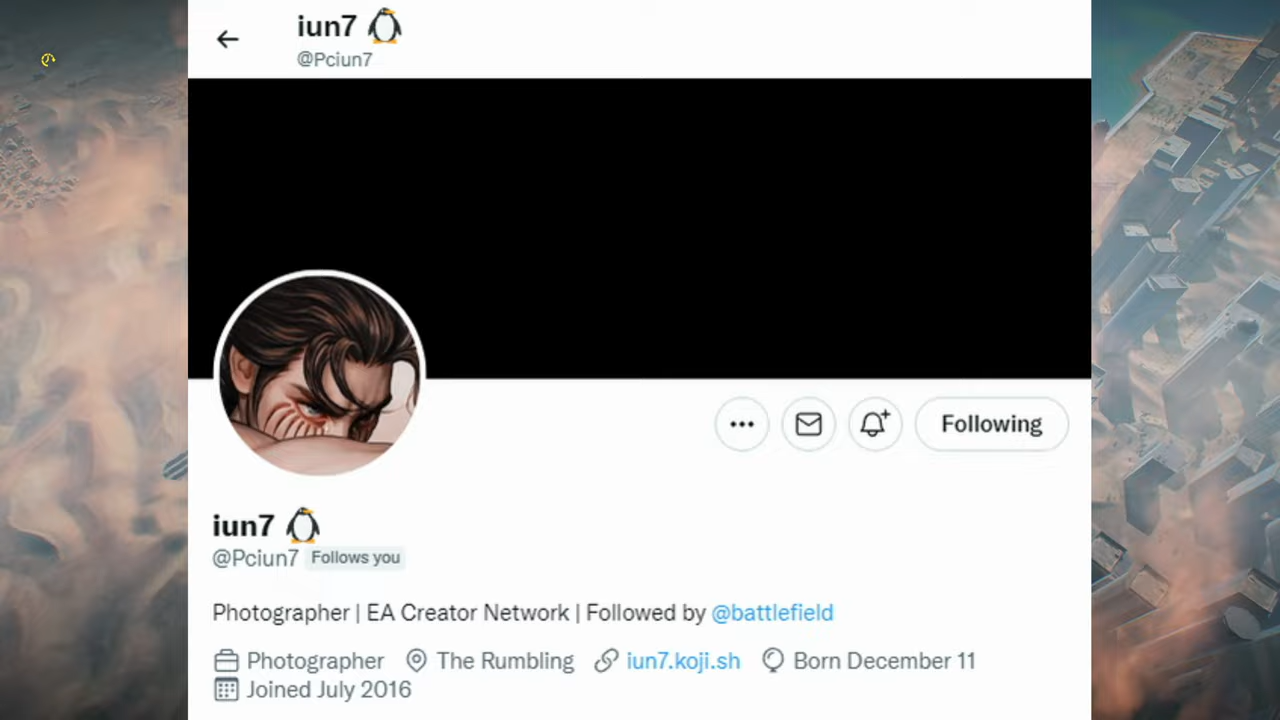 iun7 🐧
@Pciun7
Following
iun7 🐧
@Pciun7 Follows you
Photographer | EA Creator Network | Followed by @battlefield
Photographer The Rumbling iun7.koji.sh Born December 11
Joined July 2016